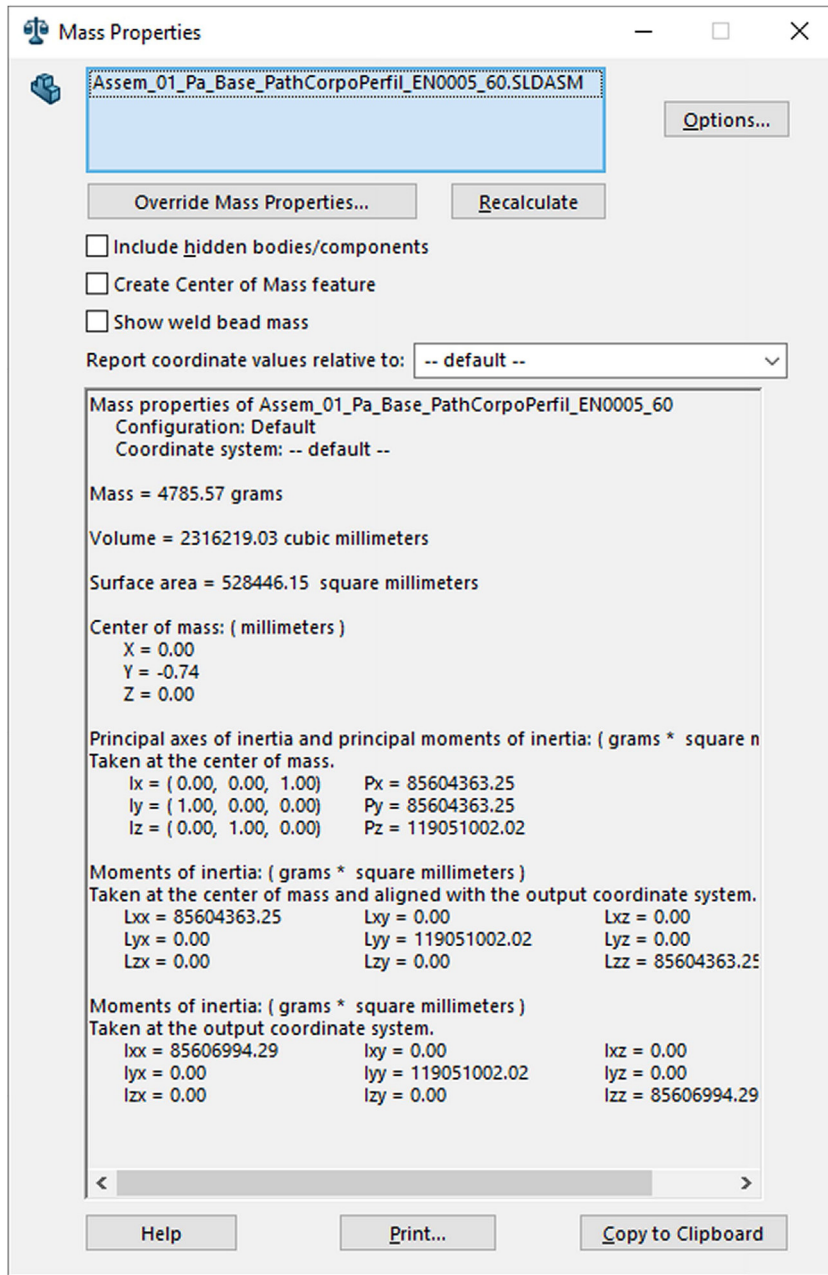 Mass Properties
Assem_01_Pa_Base_PathCorpoPerfil_EN0005_60.SLDASM
Options...
Override Mass Properties...
Recalculate
Include hidden bodies/components
Create Center of Mass feature
Show weld bead mass
Report coordinate values relative to: -- default --
Mass properties of Assem_01_Pa_Base_PathCorpoPerfil_EN0005_60
Configuration: Default
Coordinate system: -- default --
Mass = 4785.57 grams
Volume = 2316219.03 cubic millimeters
Surface area = 528446.15 square millimeters
Center of mass: ( millimeters )
X = 0.00
Y = -0.74
Z = 0.00
Principal axes of inertia and principal moments of inertia: ( grams * square m
Taken at the center of mass.
Ix = ( 0.00, 0.00, 1.00) Px = 85604363.25
Iy = ( 1.00, 0.00, 0.00) Py = 85604363.25
Iz = ( 0.00, 1.00, 0.00) Pz = 119051002.02
Moments of inertia: ( grams * square millimeters )
Taken at the center of mass and aligned with the output coordinate system.
Lxx = 85604363.25 Lxy = 0.00 Lxz = 0.00
Lyx = 0.00 Lyy = 119051002.02 Lyz = 0.00
Lzx = 0.00 Lzy = 0.00 Lzz = 85604363.25
Moments of inertia: ( grams * square millimeters )
Taken at the output coordinate system.
Ixx = 85606994.29 Ixy = 0.00 Ixz = 0.00
Iyx = 0.00 Iyy = 119051002.02 Iyz = 0.00
Izx = 0.00 Izy = 0.00 Izz = 85606994.29
Help
Print...
Copy to Clipboard